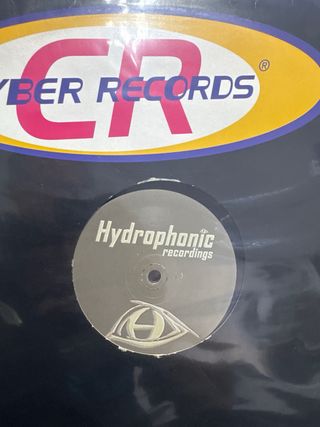 CR
YBER RECORDS
®
Hydrophonic
recordings